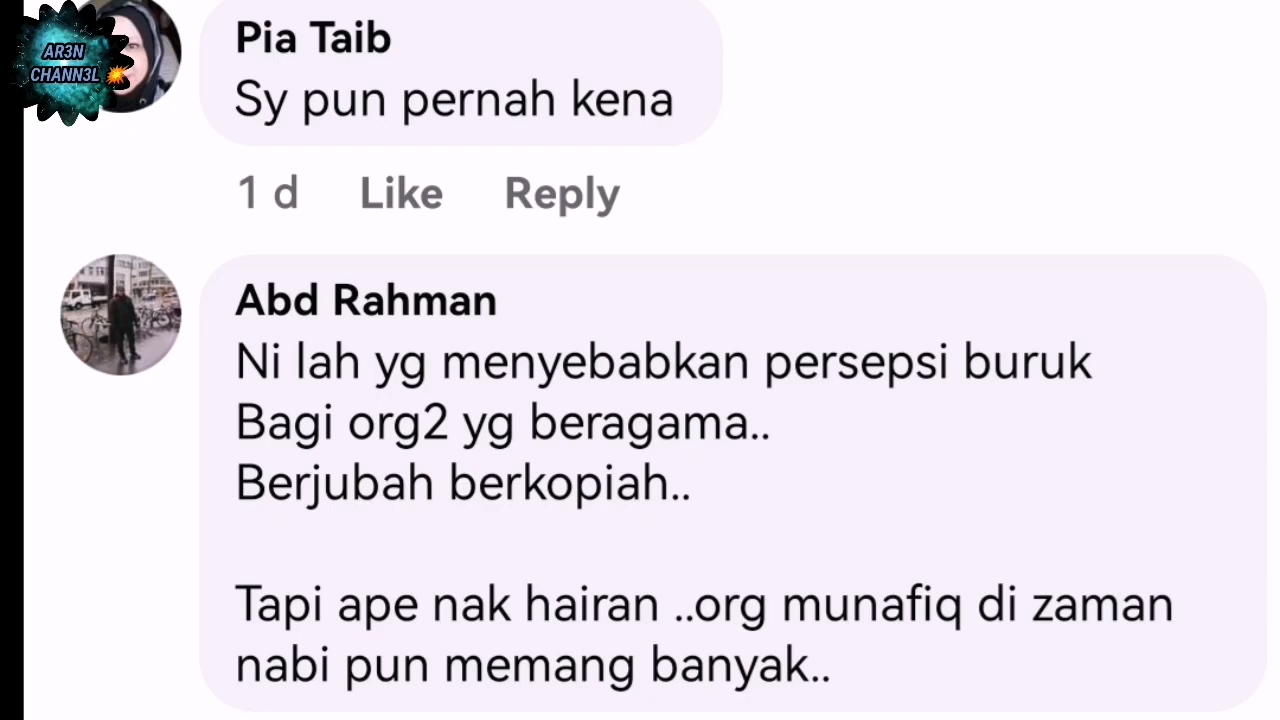 AR3N
CHANN3L
Pia Taib
Sy pun pernah kena
1 d Like Reply
Abd Rahman
Ni lah yg menyebabkan persepsi buruk
Bagi org2 yg beragama..
Berjubah berkopiah..
Tapi ape nak hairan ..org munafiq di zaman
nabi pun memang banyak..